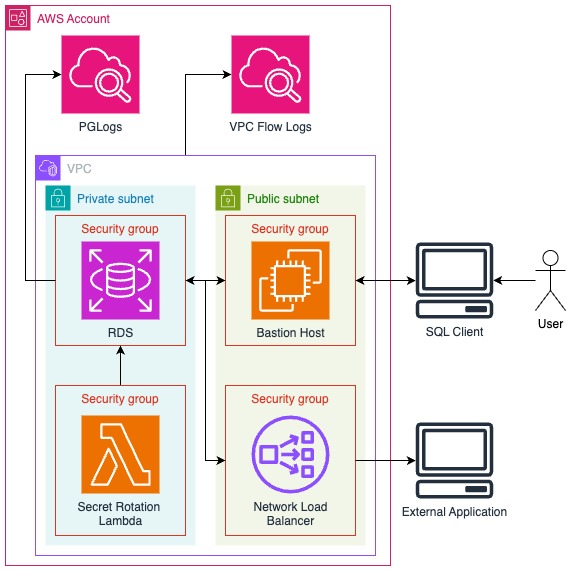 AWS Account
PGLogs
VPC Flow Logs
VPC
Private subnet
Public subnet
Security group
Security group
RDS
Bastion Host
SQL Client
User
Security group
Security group
Secret Rotation
Lambda
Network Load
Balancer
External Application